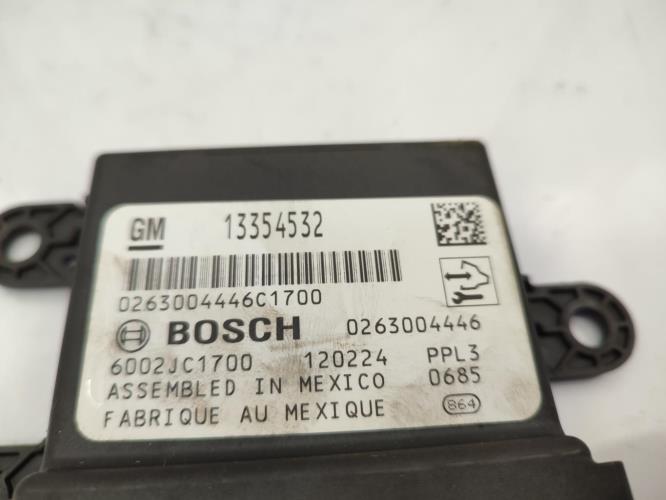 GM 13354532
0263004446C1700
BOSCH 0263004446
6002JC1700 120224 PPL3
ASSEMBLED IN MEXICO 0685
FABRIQUE AU MEXIQUE 864